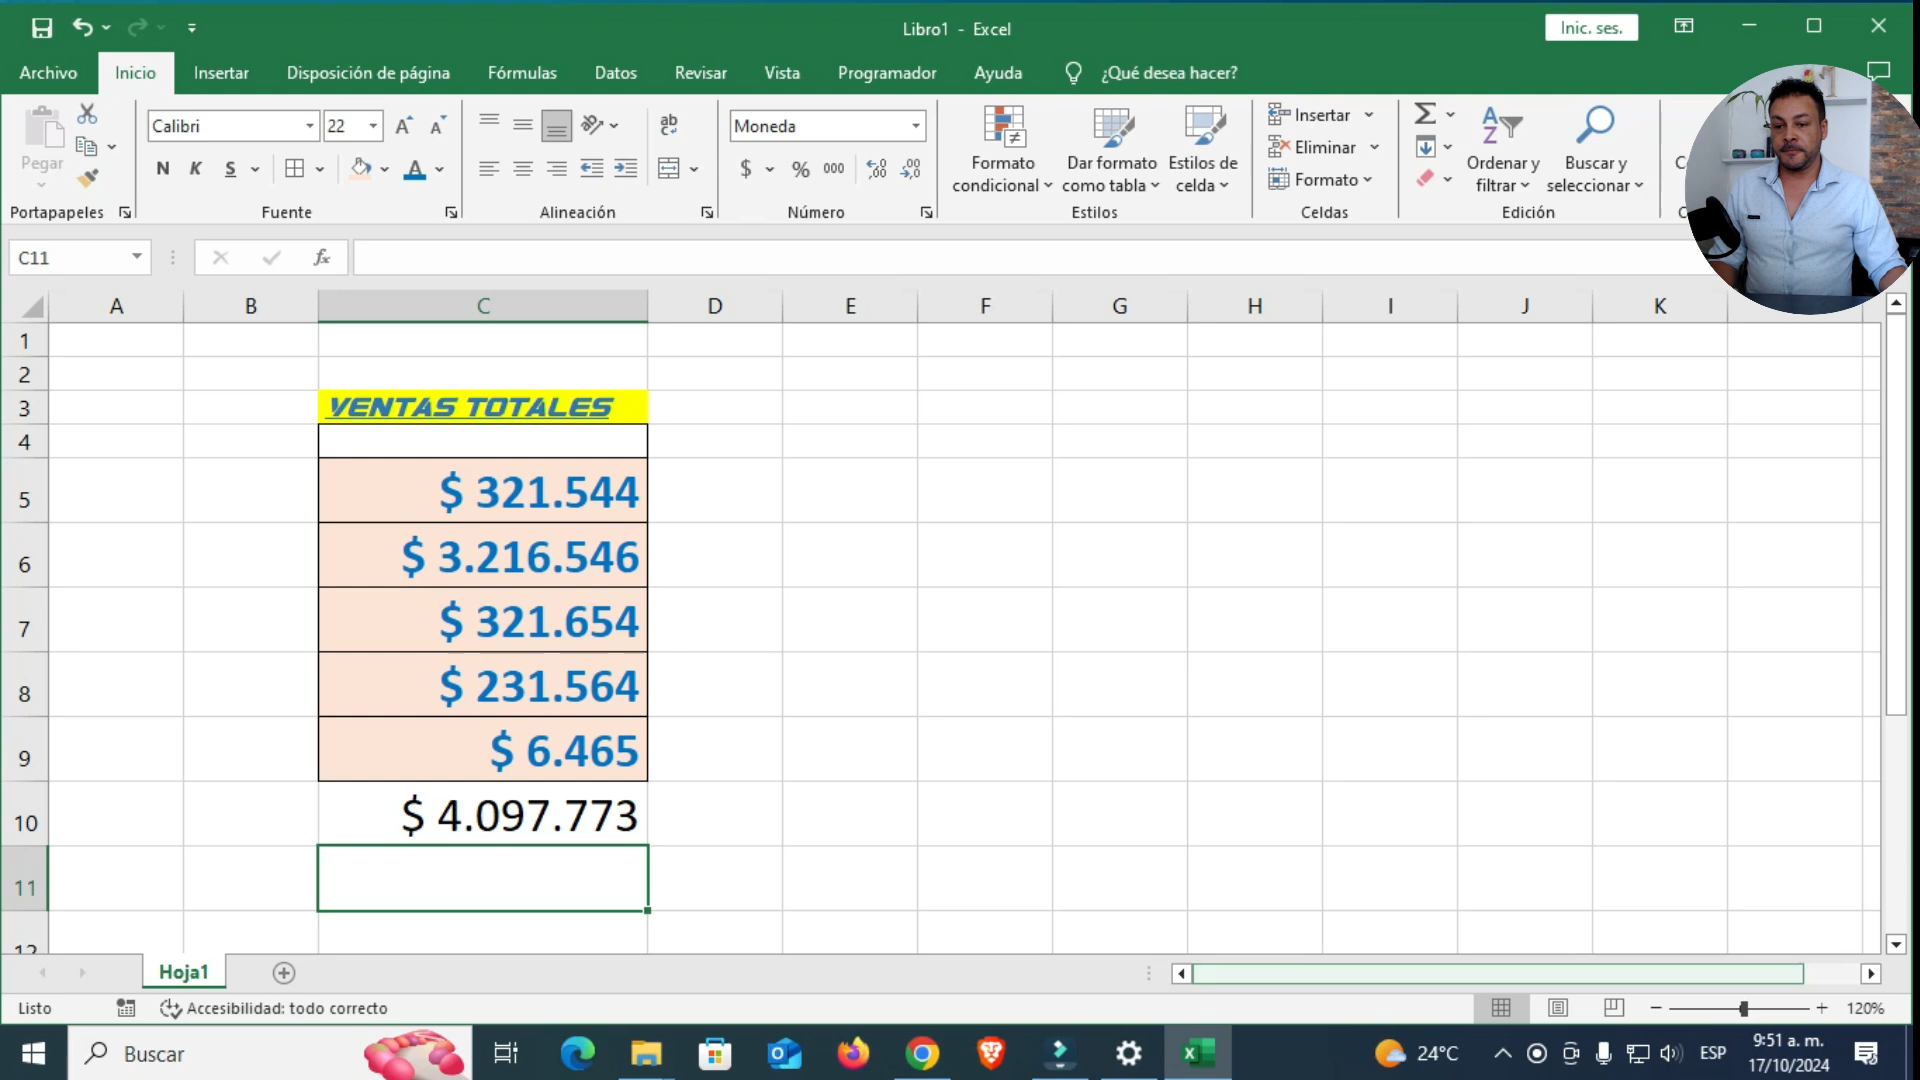 Libro1 - Excel
Inic. ses.
Archivo Inicio Insertar Disposición de página Fórmulas Datos Revisar Vista Programador Ayuda ¿Qué desea hacer?
Pegar
Calibri 22
N K S
ab
Moneda
$ % 000
Formato condicional
Dar formato como tabla
Estilos de celda
Insertar
Eliminar
Formato
Ordenar y filtrar
Buscar y seleccionar
Portapapeles Fuente Alineación Número Estilos Celdas Edición
C11 fx
A B C D E F G H I J K
1
2
3 VENTAS TOTALES
4
5 $ 321.544
6 $ 3.216.546
7 $ 321.654
8 $ 231.564
9 $ 6.465
10 $ 4.097.773
11
12
Hoja1
Listo Accesibilidad: todo correcto 120%
Buscar 24°C ESP 9:51 a. m.
17/10/2024